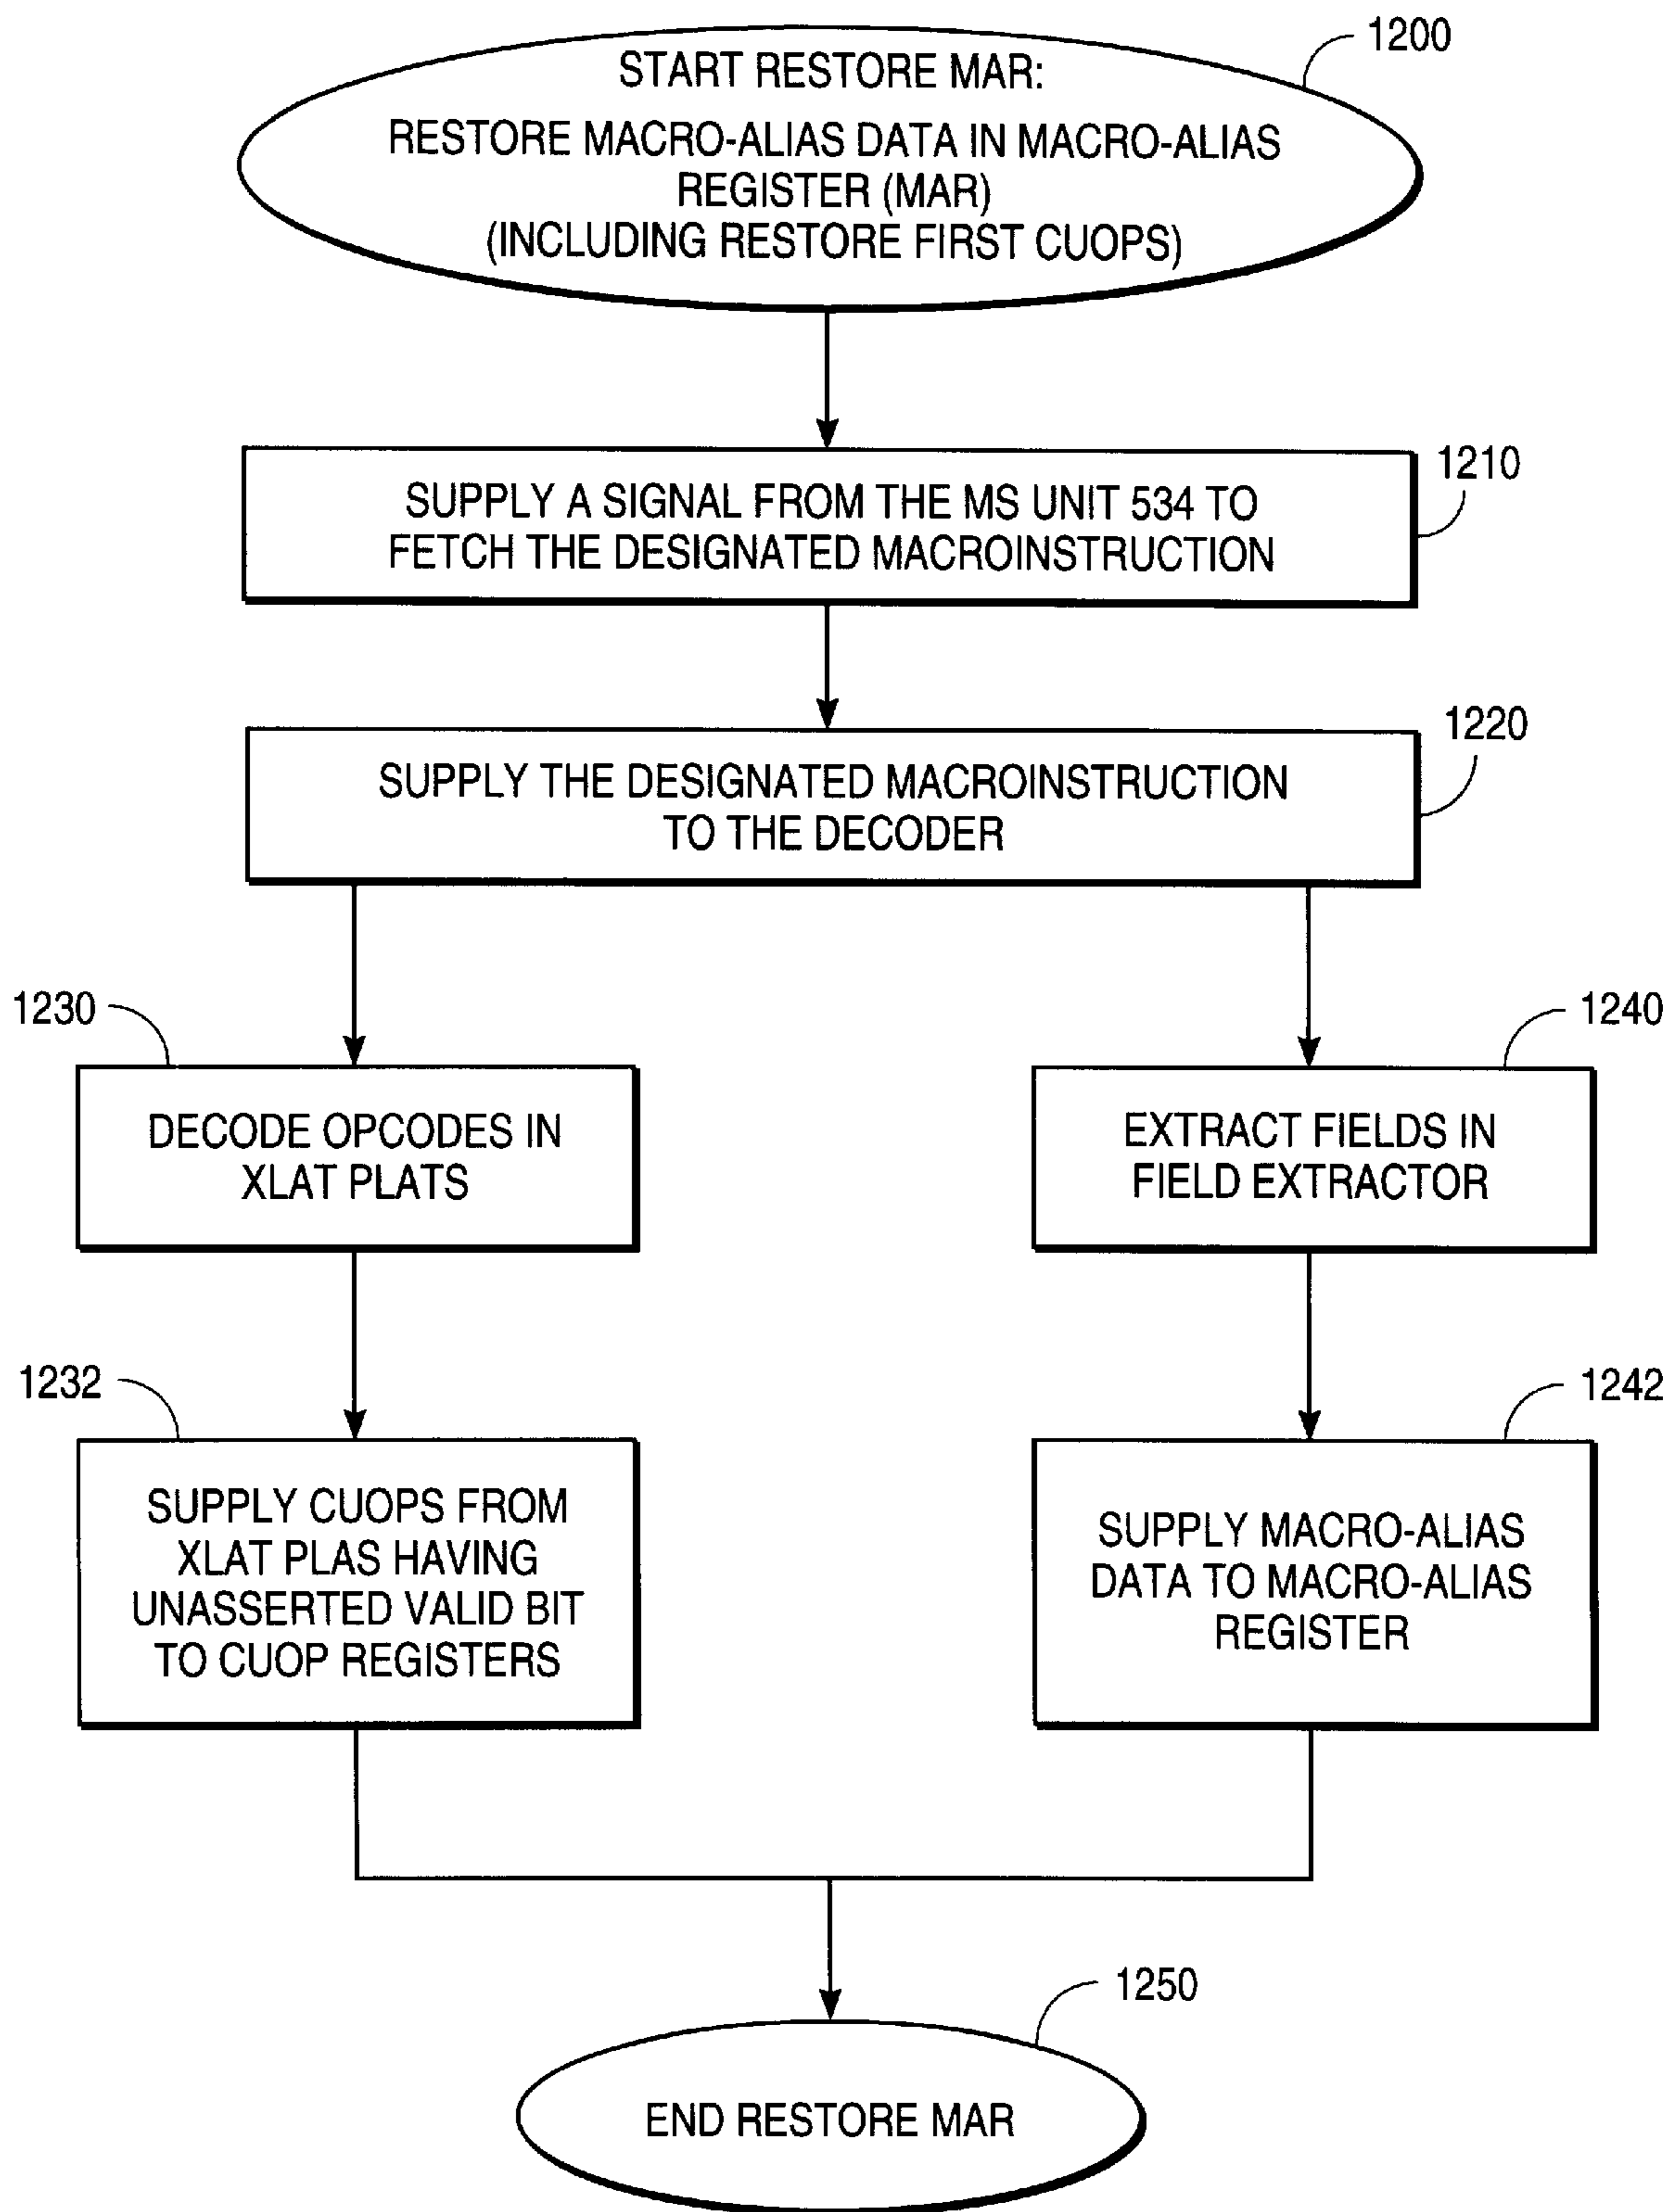 1200
START RESTORE MAR:
RESTORE MACRO-ALIAS DATA IN MACRO-ALIAS
REGISTER (MAR)
(INCLUDING RESTORE FIRST CUOPS)
1210
SUPPLY A SIGNAL FROM THE MS UNIT 534 TO
FETCH THE DESIGNATED MACROINSTRUCTION
1220
SUPPLY THE DESIGNATED MACROINSTRUCTION
TO THE DECODER
1230
DECODE OPCODES IN
XLAT PLATS
1240
EXTRACT FIELDS IN
FIELD EXTRACTOR
1232
SUPPLY CUOPS FROM
XLAT PLAS HAVING
UNASSERTED VALID BIT
TO CUOP REGISTERS
1242
SUPPLY MACRO-ALIAS
DATA TO MACRO-ALIAS
REGISTER
1250
END RESTORE MAR